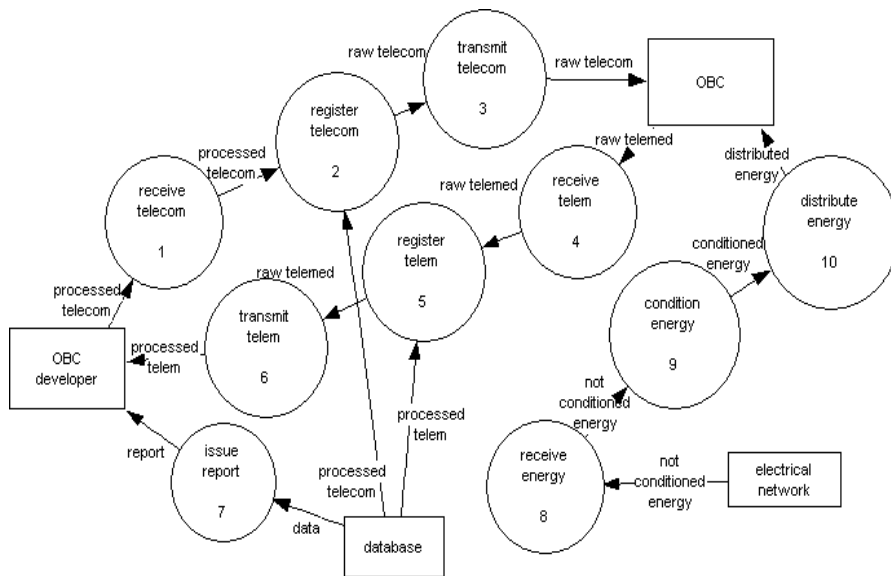 raw telecom
transmit
telecom
3
raw telecom
OBC
register
telecom
2
processed
telecom
receive
telecom
1
raw telemed
receive
telem
4
raw telemed
register
telem
5
distributed
energy
distribute
energy
10
conditioned
energy
condition
energy
9
processed
telecom
raw telemed
transmit
telem
6
OBC
developer
processed
telem
not
conditioned
energy
processed
telem
report
issue
report
7
data
processed
telecom
database
receive
energy
8
not
conditioned
energy
electrical
network